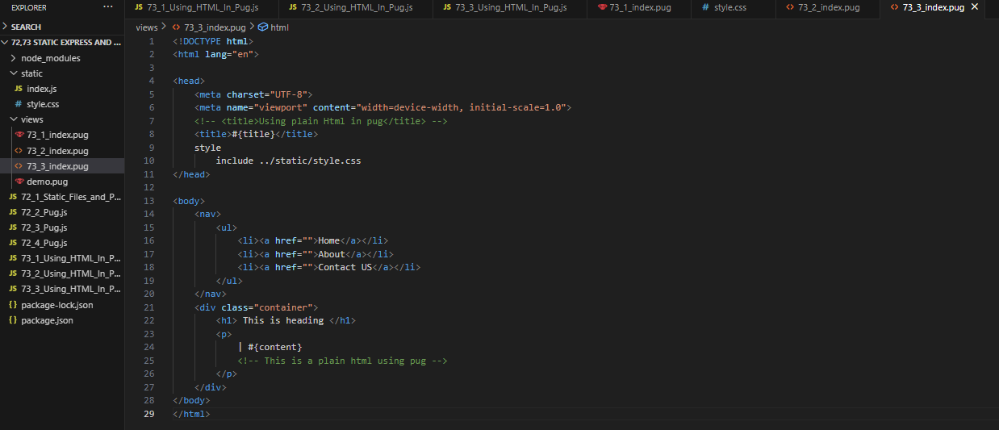 EXPLORER ...
SEARCH
72,73 STATIC EXPRESS AND ...
node_modules
static
JS index.js
# style.css
views
73_1_index.pug
<> 73_2_index.pug
<> 73_3_index.pug
demo.pug
JS 72_1_Static_Files_and_P...
JS 72_2_Pug.js
JS 72_3_Pug.js
JS 72_4_Pug.js
JS 73_1_Using_HTML_In_P...
JS 73_2_Using_HTML_In_P...
JS 73_3_Using_HTML_In_P...
{} package-lock.json
{} package.json
JS 73_1_Using_HTML_In_Pug.js JS 73_2_Using_HTML_In_Pug.js JS 73_3_Using_HTML_In_Pug.js 73_1_index.pug # style.css <> 73_2_index.pug <> 73_3_index.pug ×
views > <> 73_3_index.pug > html
1 <!DOCTYPE html>
2 <html lang="en">
3
4 <head>
5 <meta charset="UTF-8">
6 <meta name="viewport" content="width=device-width, initial-scale=1.0">
7 <!-- <title>Using plain Html in pug</title> -->
8 <title>#{title}</title>
9 style
10 include ../static/style.css
11 </head>
12
13 <body>
14 <nav>
15 <ul>
16 <li><a href="">Home</a></li>
17 <li><a href="">About</a></li>
18 <li><a href="">Contact US</a></li>
19 </ul>
20 </nav>
21 <div class="container">
22 <h1> This is heading </h1>
23 <p>
24 | #{content}
25 <!-- This is a plain html using pug -->
26 </p>
27 </div>
28 </body>
29 </html>